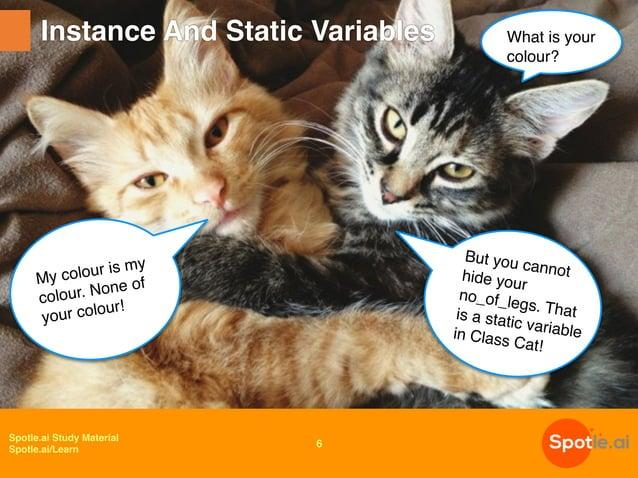 Instance And Static Variables
What is your
colour?
My colour is my
colour. None of
your colour!
But you cannot
hide your
no_of_legs. That
is a static variable
in Class Cat!
Spotle.ai Study Material
Spotle.ai/Learn
6
Spotle.ai